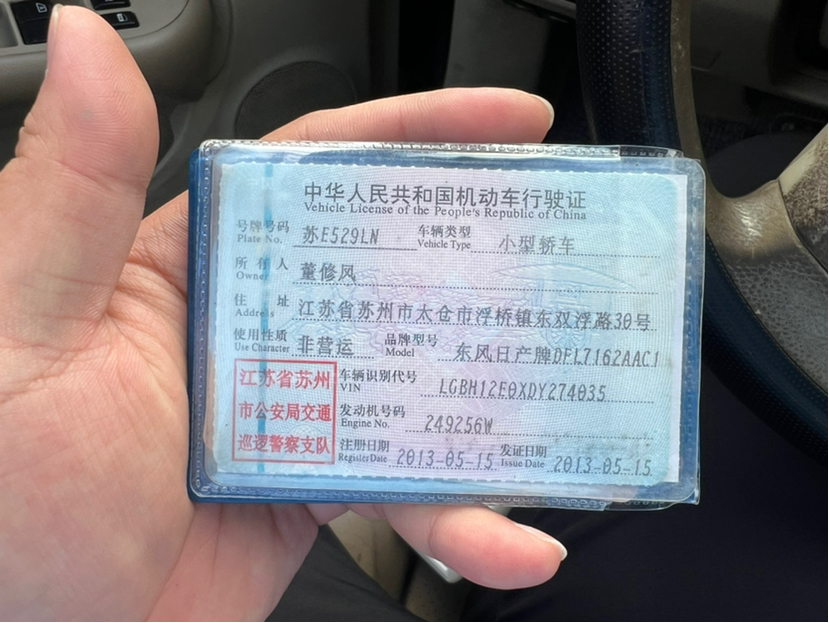 中华人民共和国机动车行驶证
Vehicle License of the People's Republic of China
号牌号码 苏E529LN 车辆类型 小型轿车
Plate No. Vehicle Type
所有人 董修凤
Owner
住址 江苏省苏州市太仓市浮桥镇东双浮路30号
Address
使用性质 非营运 品牌型号 东风日产牌DFL7162AAC1
Use Character Model
江苏省苏州 车辆识别代号 LGBH12E0XDY274035
VIN
市公安局交通 发动机号码 249256W
Engine No.
巡逻警察支队 注册日期 2013-05-15 发证日期 2013-05-15
Register Date Issue Date